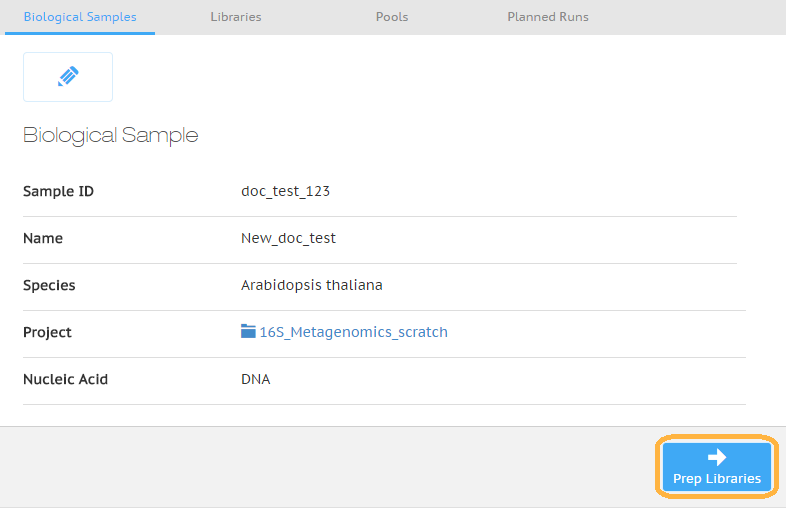 Biological Samples Libraries Pools Planned Runs
Biological Sample
Sample ID doc_test_123
Name New_doc_test
Species Arabidopsis thaliana
Project 16S_Metagenomics_scratch
Nucleic Acid DNA
Prep Libraries